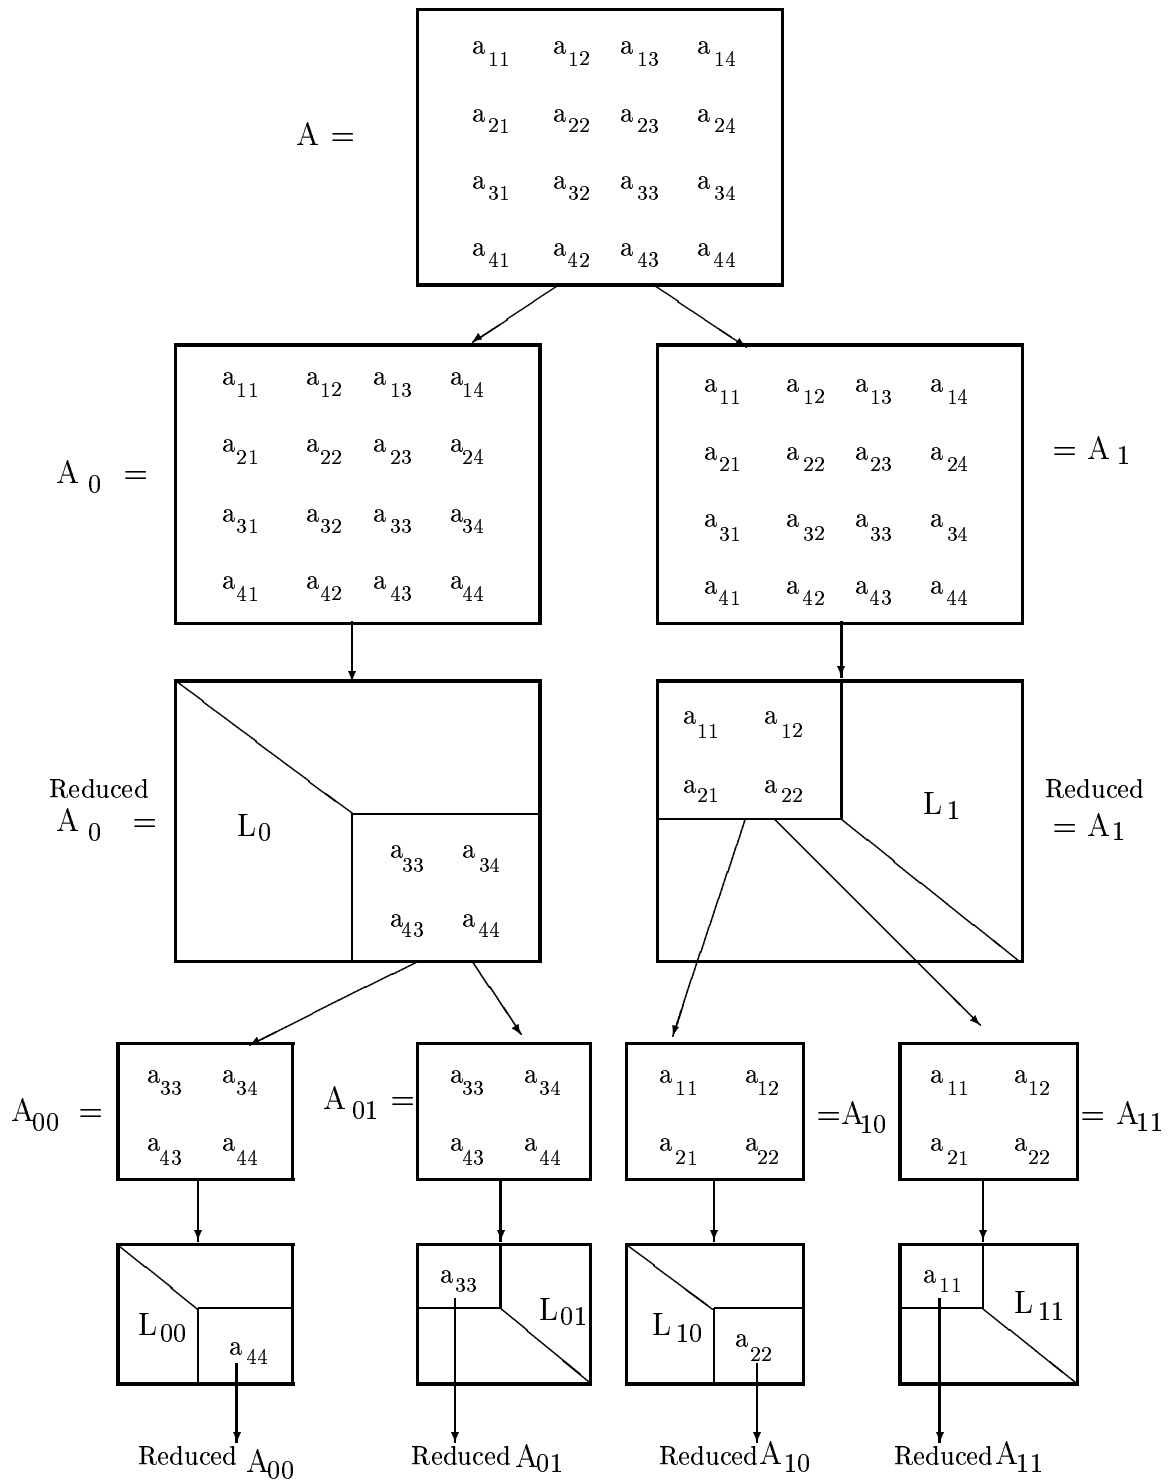 a11 a12 a13 a14
a21 a22 a23 a24
A =
a31 a32 a33 a34
a41 a42 a43 a44
a11 a12 a13 a14 a11 a12 a13 a14
a21 a22 a23 a24 a21 a22 a23 a24
A 0 = = A 1
a31 a32 a33 a34 a31 a32 a33 a34
a41 a42 a43 a44 a41 a42 a43 a44
a11 a12
a21 a22
Reduced Reduced
A 0 = L0 L1 = A1
a33 a34
a43 a44
a33 a34 a33 a34 a11 a12 a11 a12
A00 = A 01 = =A10 = A11
a43 a44 a43 a44 a21 a22 a21 a22
a33 a11
L00 L01 L10 L11
a44 a22
Reduced A00 Reduced A01 Reduced A10 Reduced A11